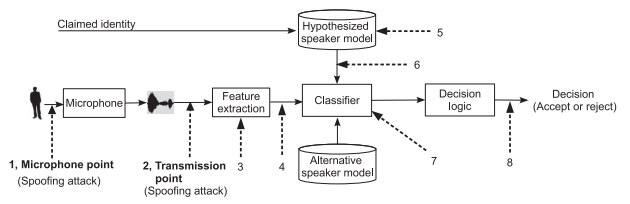 Claimed identity
Hypothesized
speaker model
5
6
Microphone
Feature
extraction
Classifier
Decision
logic
Decision
(Accept or reject)
1, Microphone point
(Spoofing attack)
2, Transmission
point
(Spoofing attack)
3
4
Alternative
speaker model
7
8